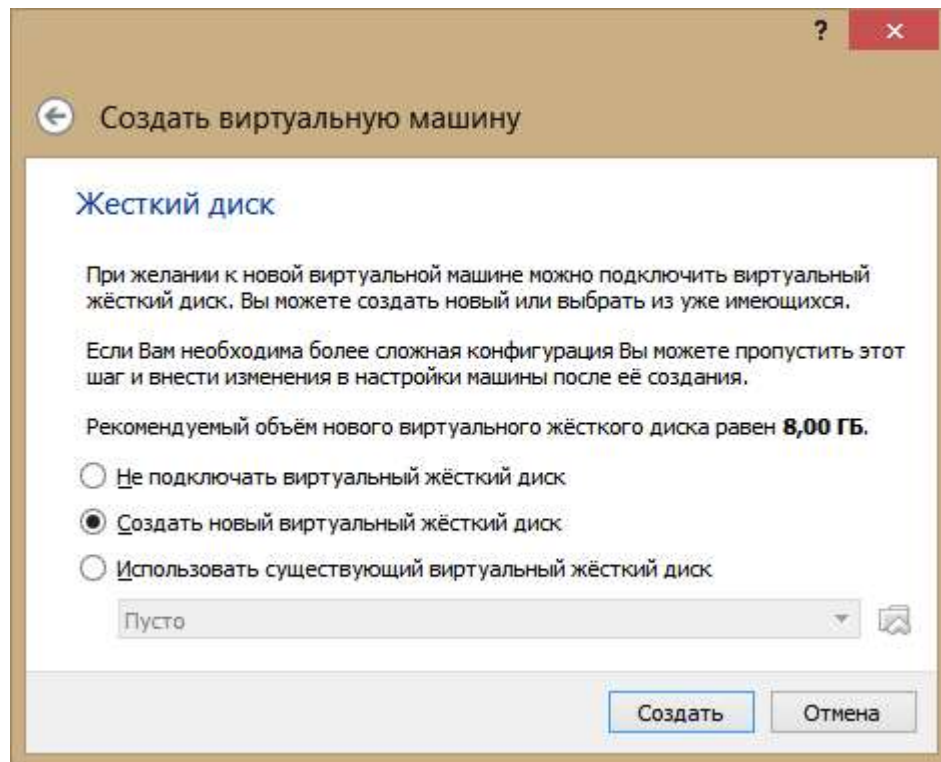 ?
Создать виртуальную машину
Жесткий диск
При желании к новой виртуальной машине можно подключить виртуальный
жёсткий диск. Вы можете создать новый или выбрать из уже имеющихся.
Если Вам необходима более сложная конфигурация Вы можете пропустить этот
шаг и внести изменения в настройки машины после её создания.
Рекомендуемый объём нового виртуального жёсткого диска равен 8,00 ГБ.
Не подключать виртуальный жёсткий диск
Создать новый виртуальный жёсткий диск
Использовать существующий виртуальный жёсткий диск
Пусто
Создать
Отмена